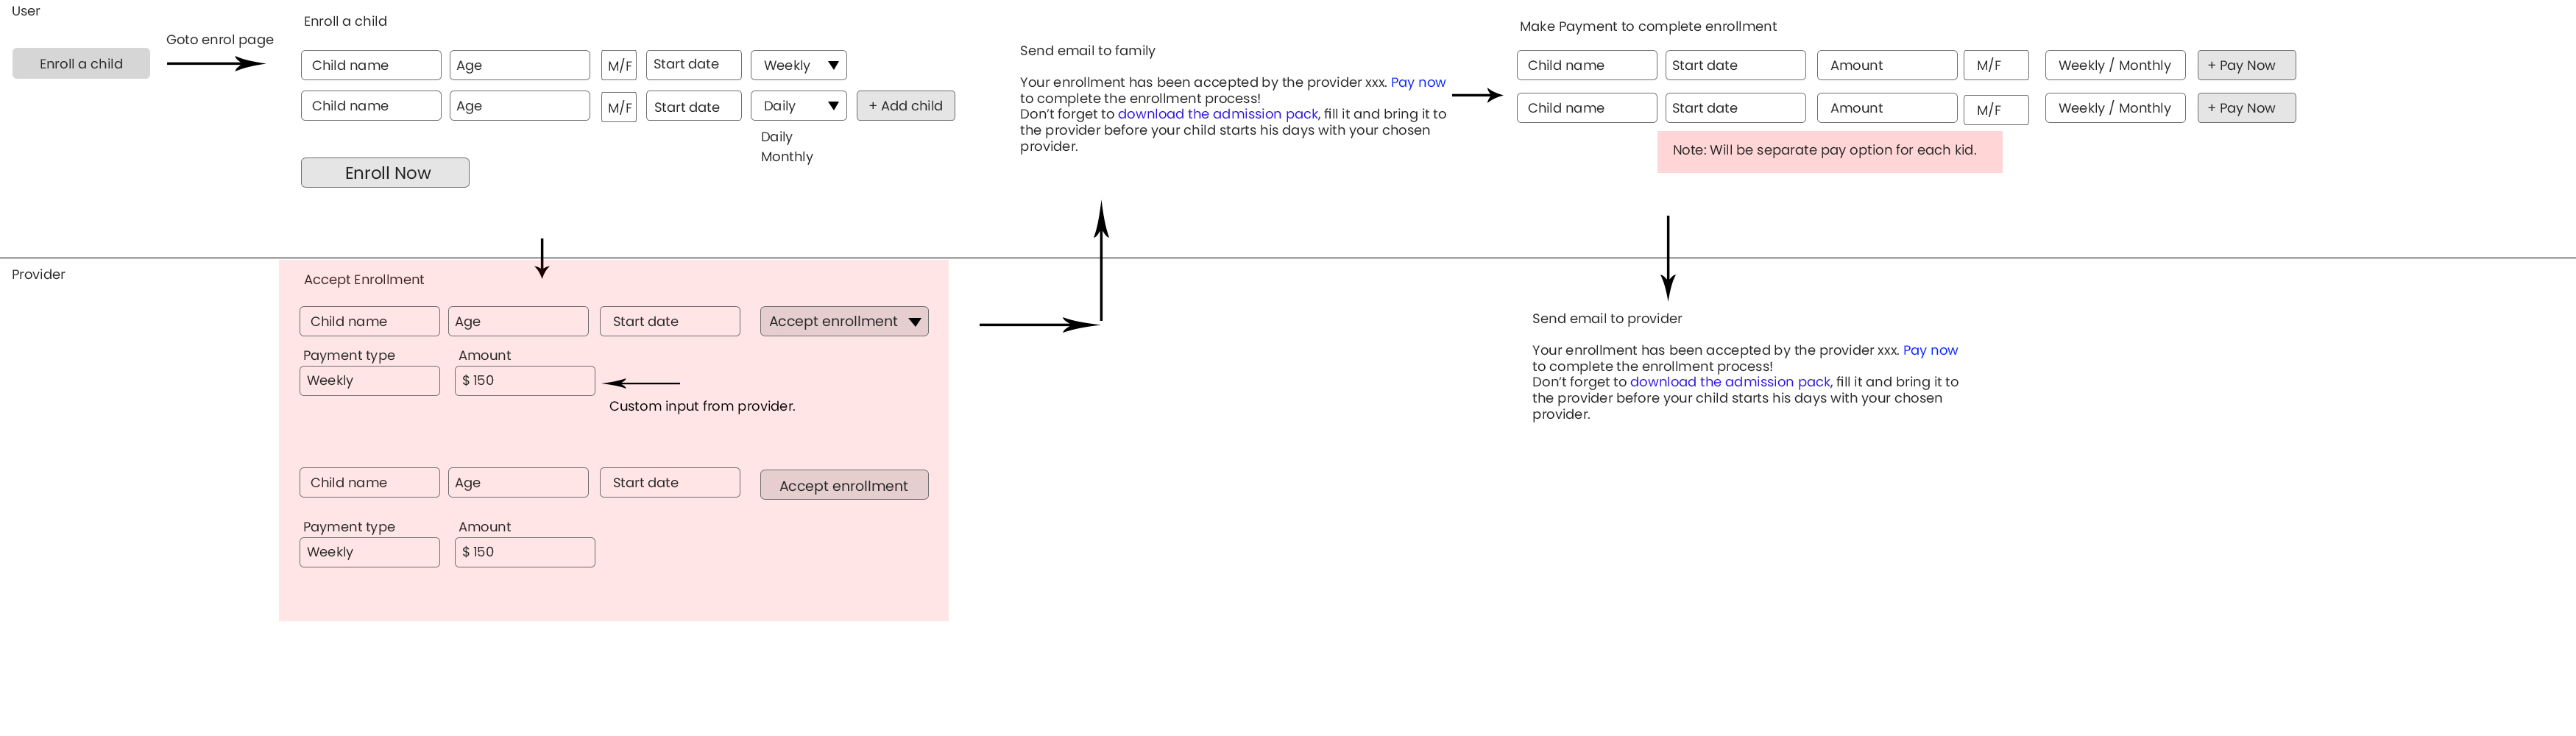 User
Enroll a child
Goto enrol page
Enroll a child
Child name Age M/F Start date Weekly
Child name Age M/F Start date Daily + Add child
Daily
Monthly
Enroll Now
Send email to family
Your enrollment has been accepted by the provider xxx. Pay now
to complete the enrollment process!
Don't forget to download the admission pack, fill it and bring it to
the provider before your child starts his days with your chosen
provider.
Make Payment to complete enrollment
Child name Start date Amount M/F Weekly / Monthly + Pay Now
Child name Start date Amount M/F Weekly / Monthly + Pay Now
Note: Will be separate pay option for each kid.
Provider
Accept Enrollment
Child name Age Start date Accept enrollment
Payment type Amount
Weekly $ 150
Custom input from provider.
Child name Age Start date Accept enrollment
Payment type Amount
Weekly $ 150
Send email to provider
Your enrollment has been accepted by the provider xxx. Pay now
to complete the enrollment process!
Don't forget to download the admission pack, fill it and bring it to
the provider before your child starts his days with your chosen
provider.